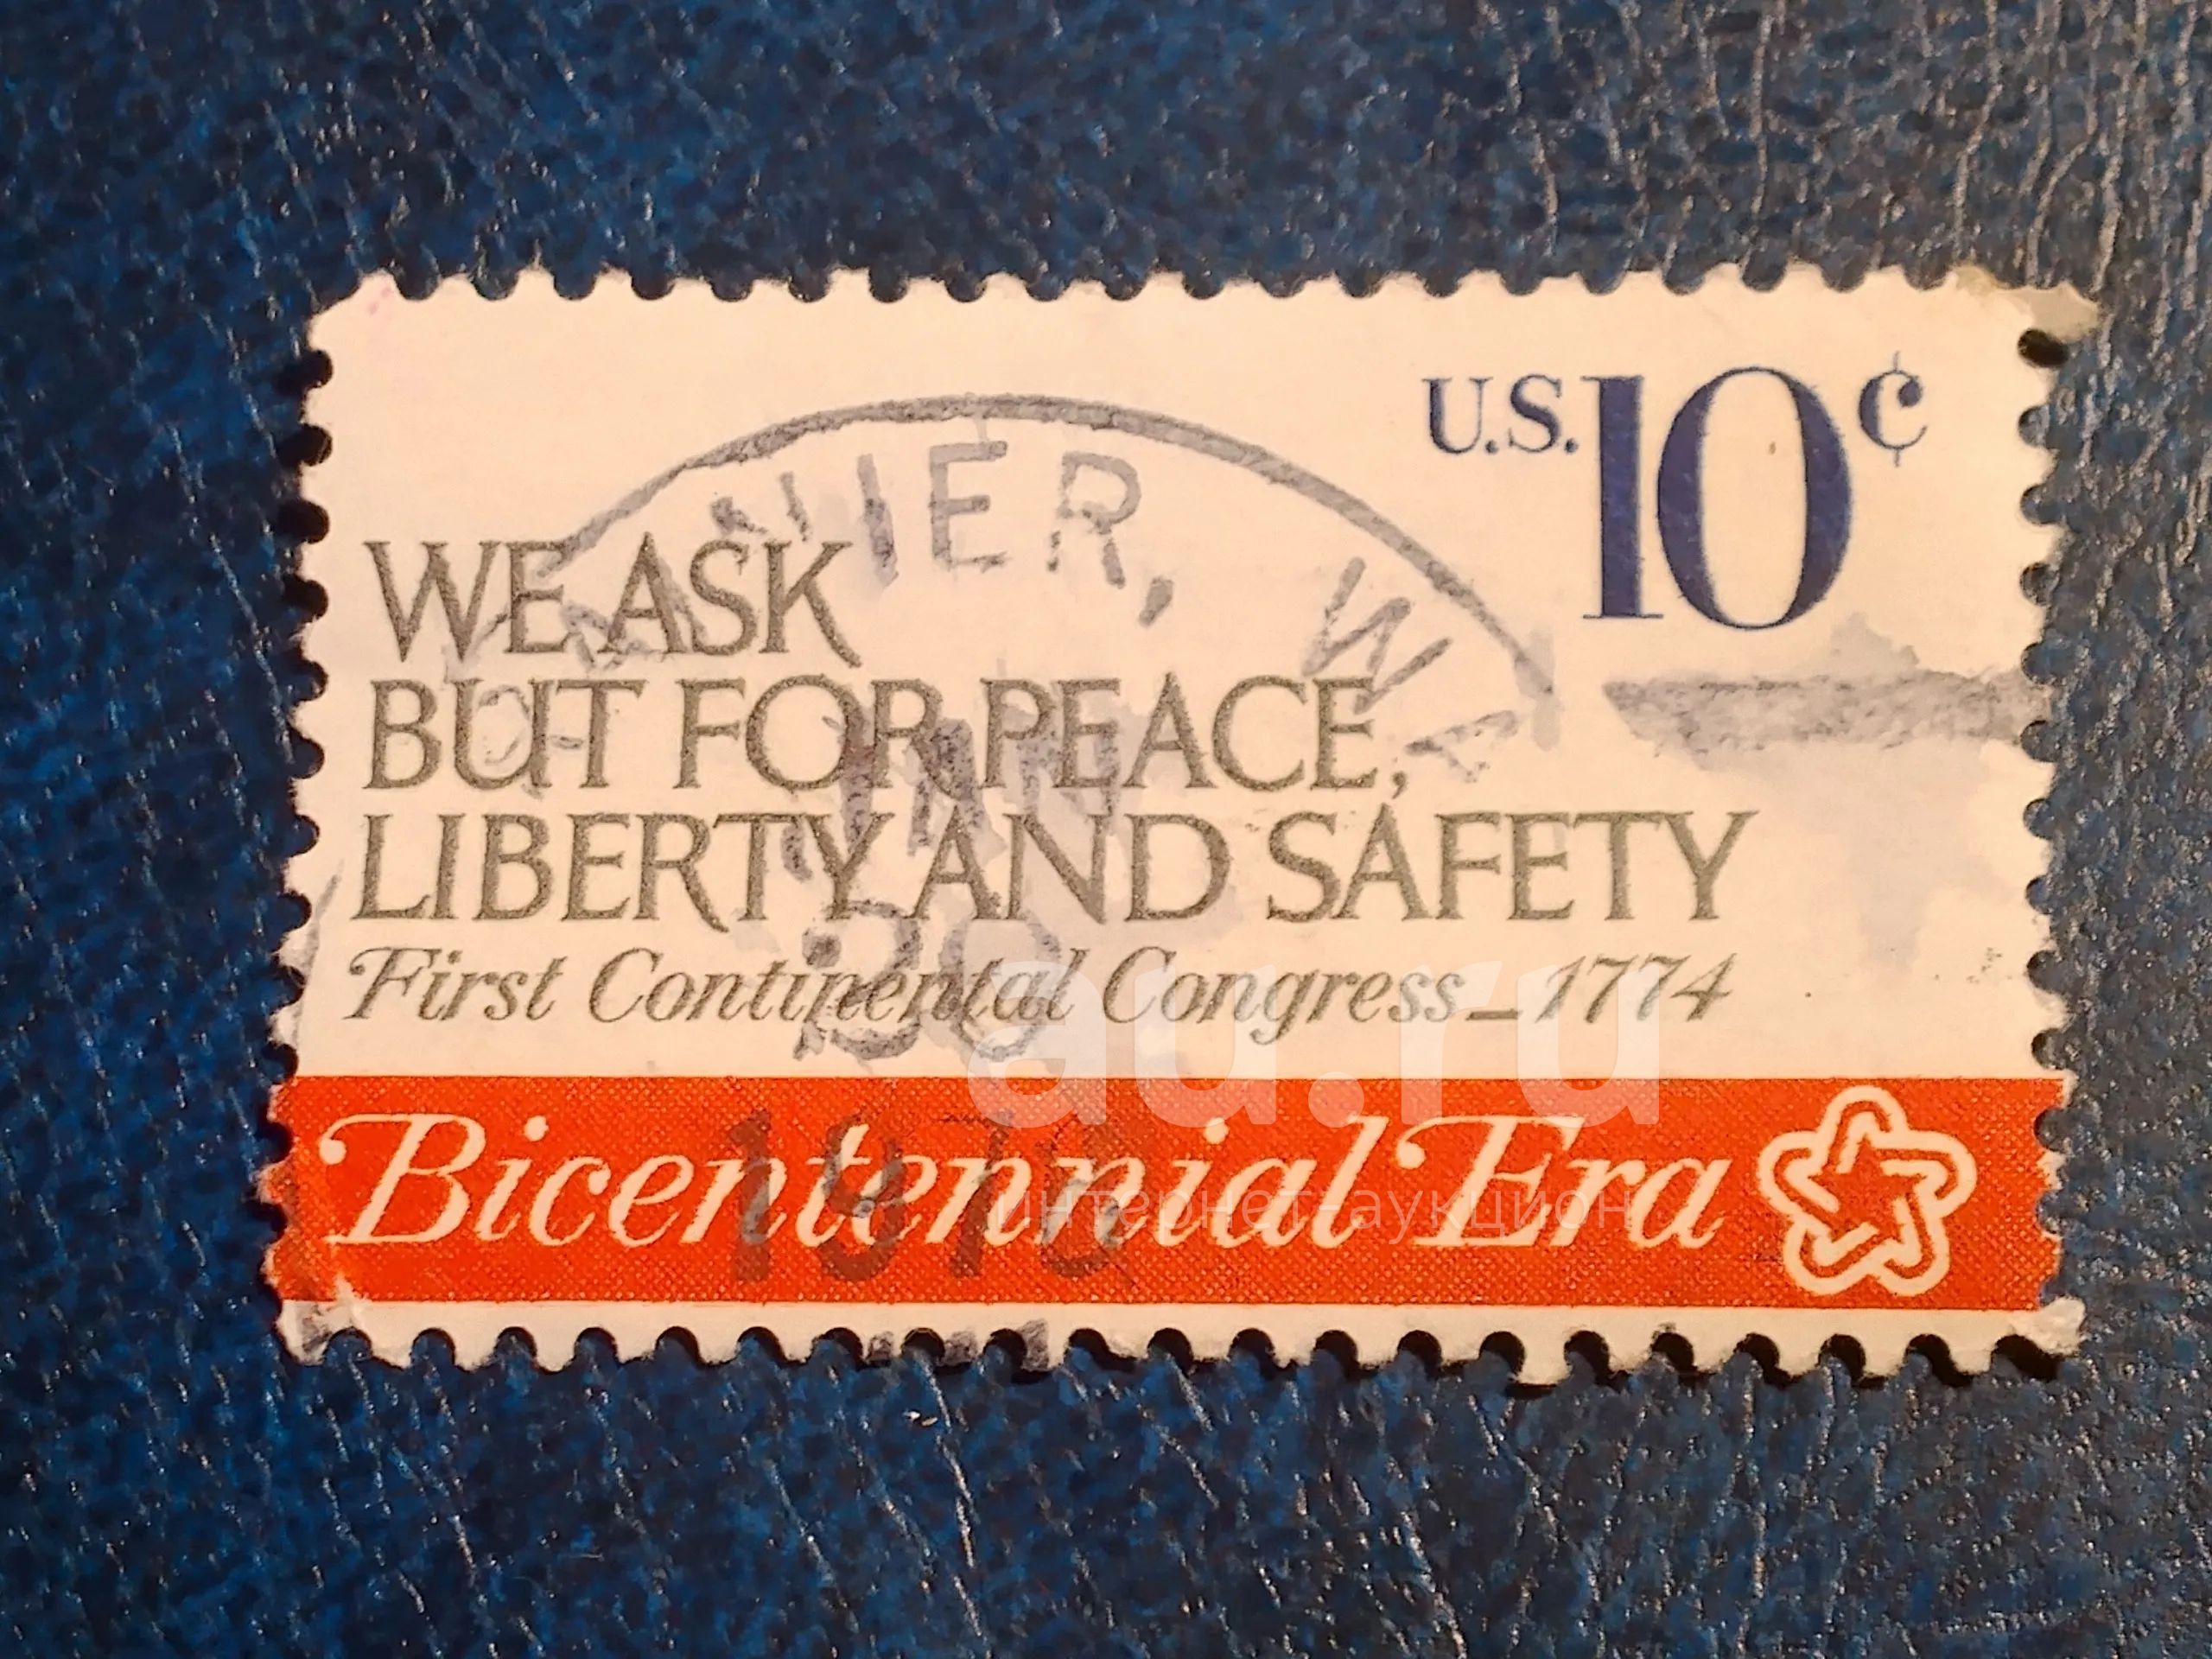 U.S. 10¢
WE ASK
BUT FOR PEACE,
LIBERTY AND SAFETY
First Continental Congress_1774
Bicentennial Era
au.ru
интернет-аукцион